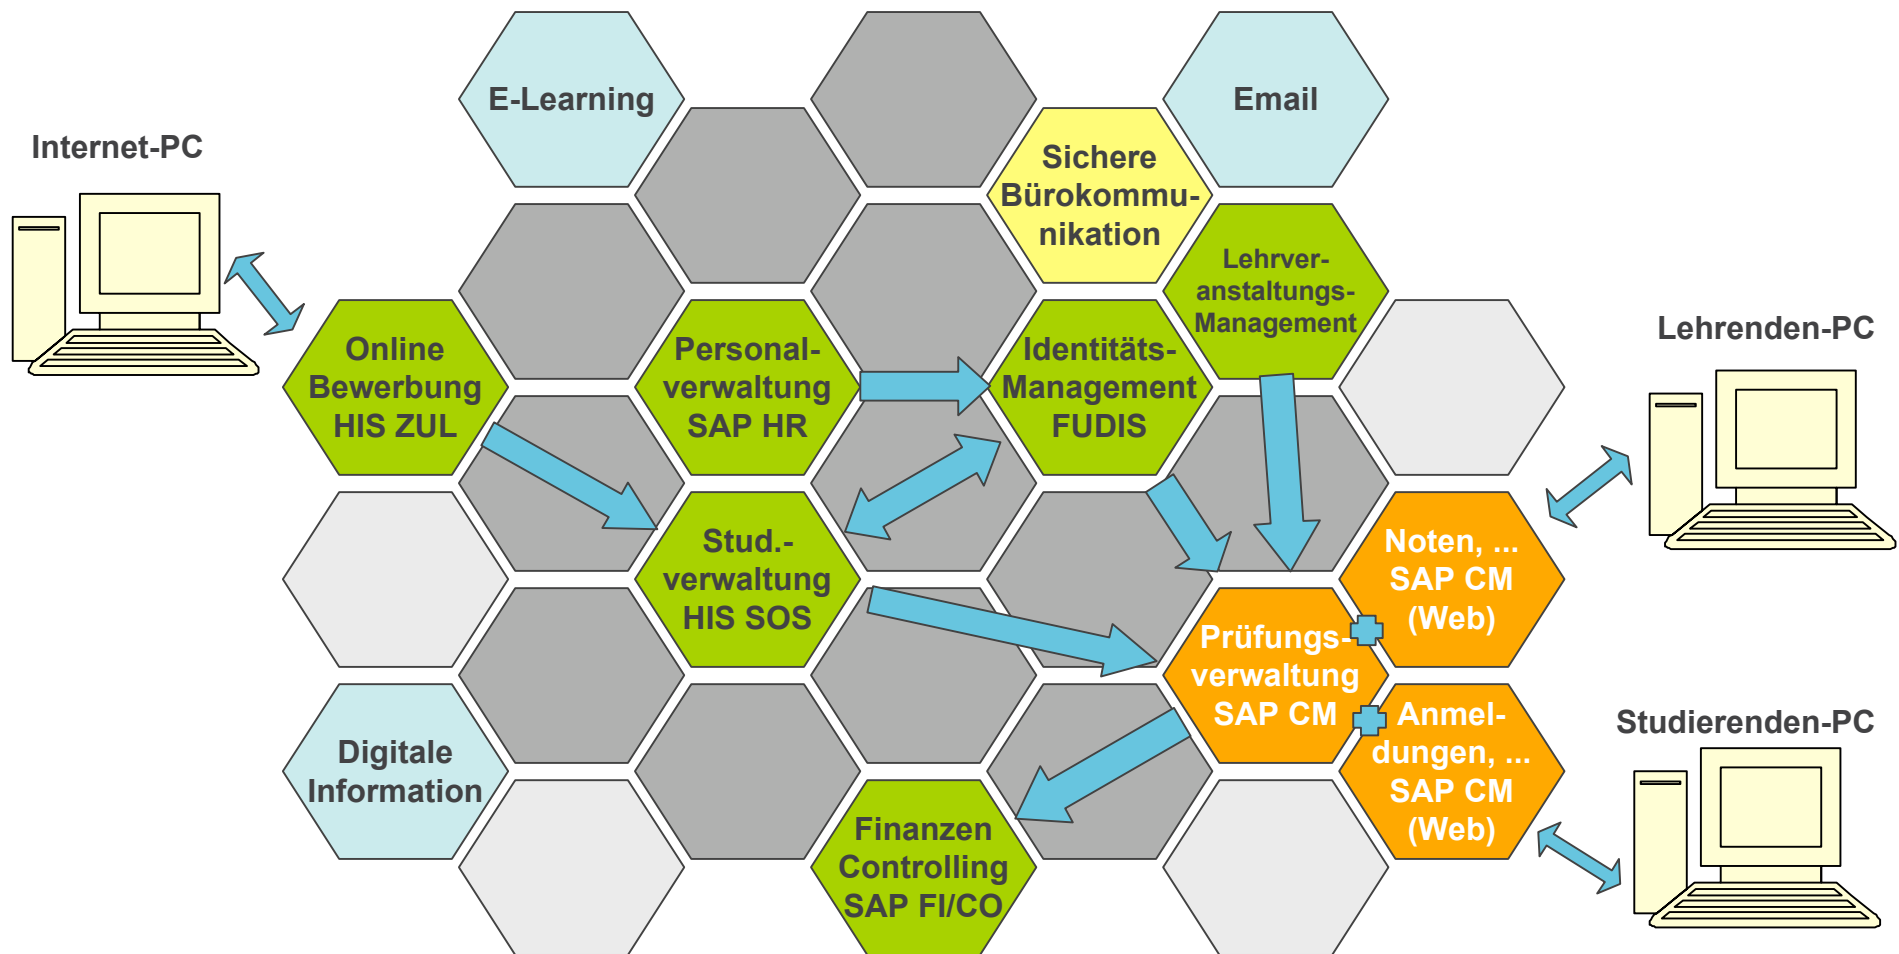 E-Learning
Email
Internet-PC
Sichere
Bürokommu-
nikation
Lehrver-
anstaltungs-
Management
Lehrenden-PC
Online
Bewerbung
HIS ZUL
Personal-
verwaltung
SAP HR
Identitäts-
Management
FUDIS
Stud.-
verwaltung
HIS SOS
Noten, ...
SAP CM
(Web)
Prüfungs-
verwaltung
SAP CM
Anmel-
dungen, ...
SAP CM
(Web)
Studierenden-PC
Digitale
Information
Finanzen
Controlling
SAP FI/CO